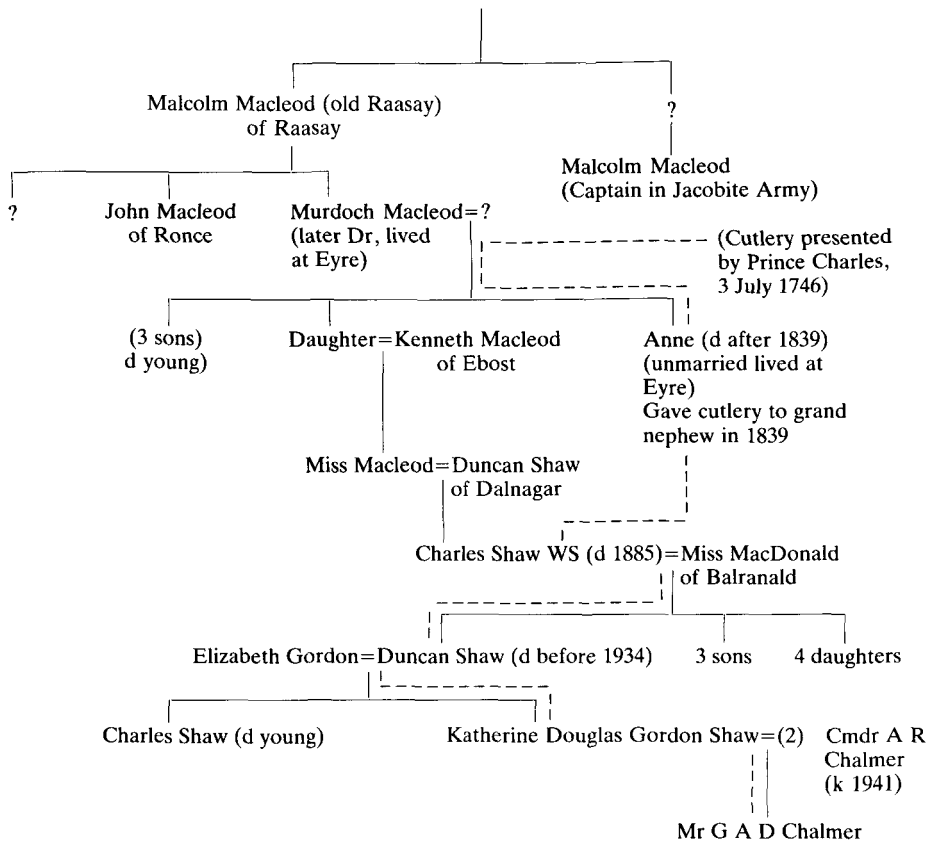 Malcolm Macleod (old Raasay)
of Raasay
?
Malcolm Macleod
(Captain in Jacobite Army)
?
John Macleod
of Ronce
Murdoch Macleod=?
(later Dr, lived
at Eyre)
(Cutlery presented
by Prince Charles,
3 July 1746)
(3 sons)
d young)
Daughter=Kenneth Macleod
of Ebost
Anne (d after 1839)
(unmarried lived at
Eyre)
Gave cutlery to grand
nephew in 1839
Miss Macleod=Duncan Shaw
of Dalnagar
Charles Shaw WS (d 1885)=Miss MacDonald
of Balranald
Elizabeth Gordon=Duncan Shaw (d before 1934)
3 sons
4 daughters
Charles Shaw (d young)
Katherine Douglas Gordon Shaw=(2)
Cmdr A R
Chalmer
(k 1941)
Mr G A D Chalmer